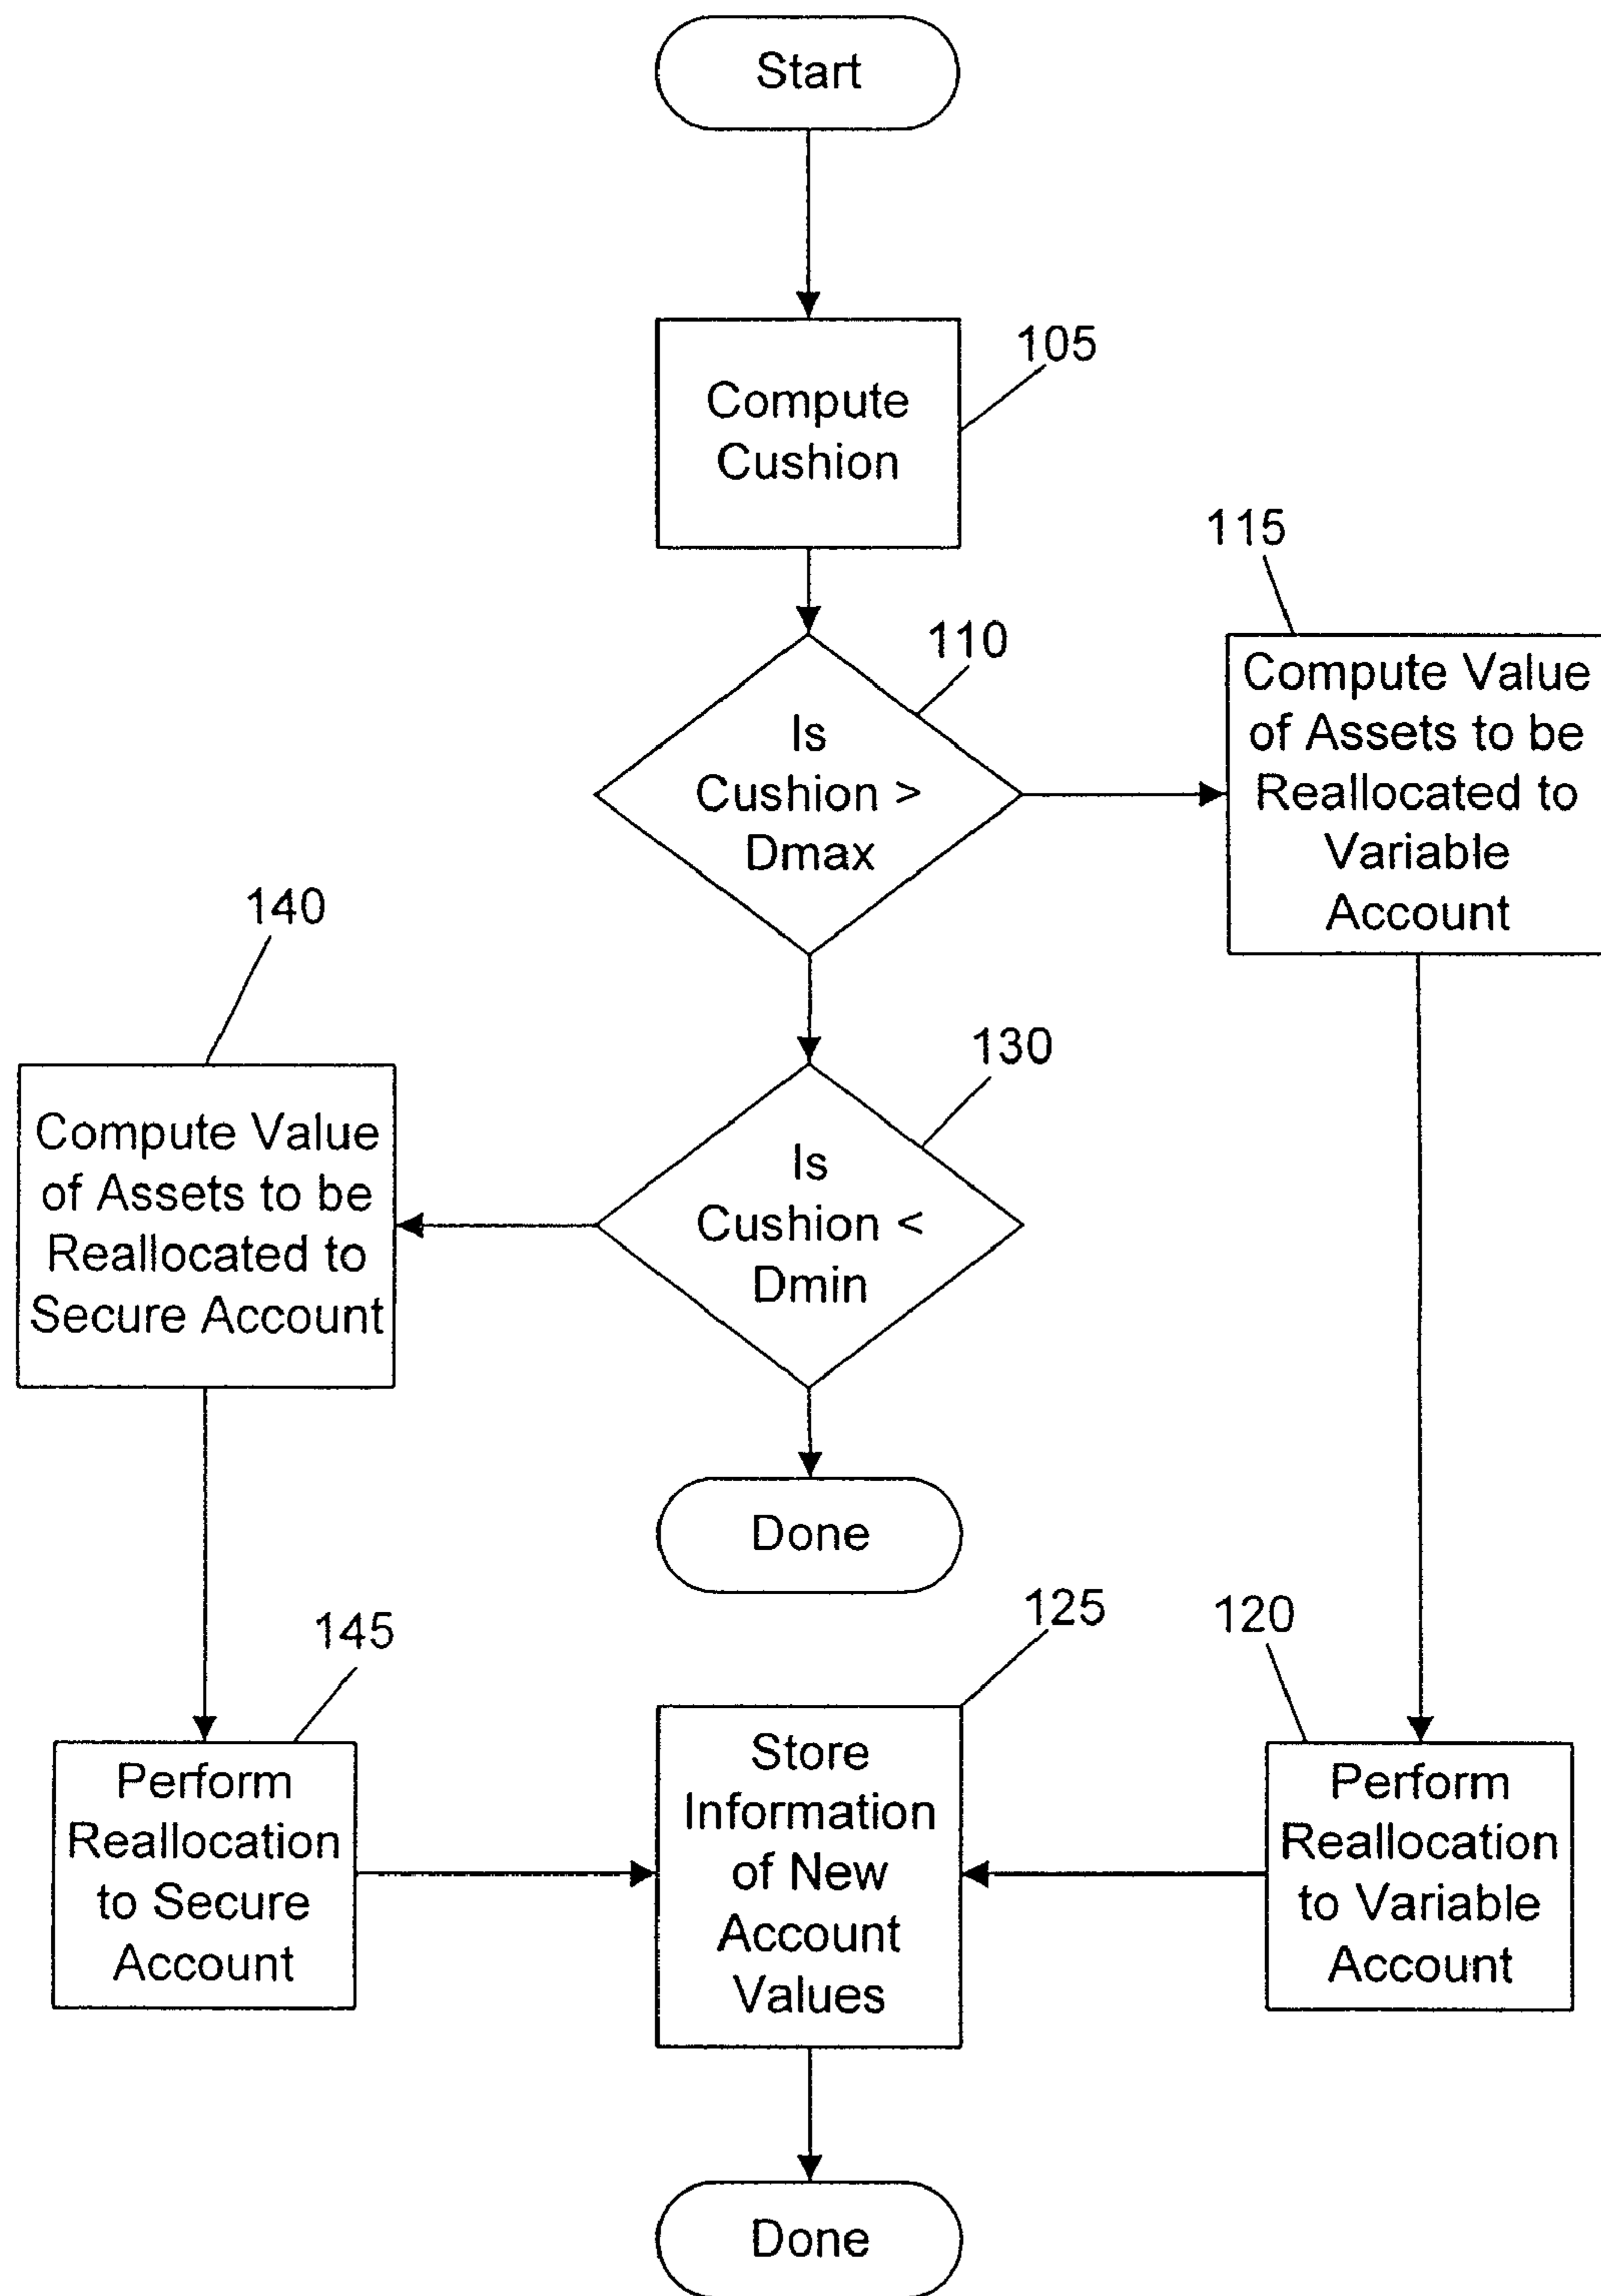 Start
105
Compute
Cushion
115
110
Compute Value
of Assets to be
Reallocated to
Variable
Account
Is
Cushion >
Dmax
140
130
Compute Value
of Assets to be
Reallocated to
Secure Account
Is
Cushion <
Dmin
Done
145
125
120
Perform
Reallocation
to Secure
Account
Store
Information
of New
Account
Values
Perform
Reallocation
to Variable
Account
Done